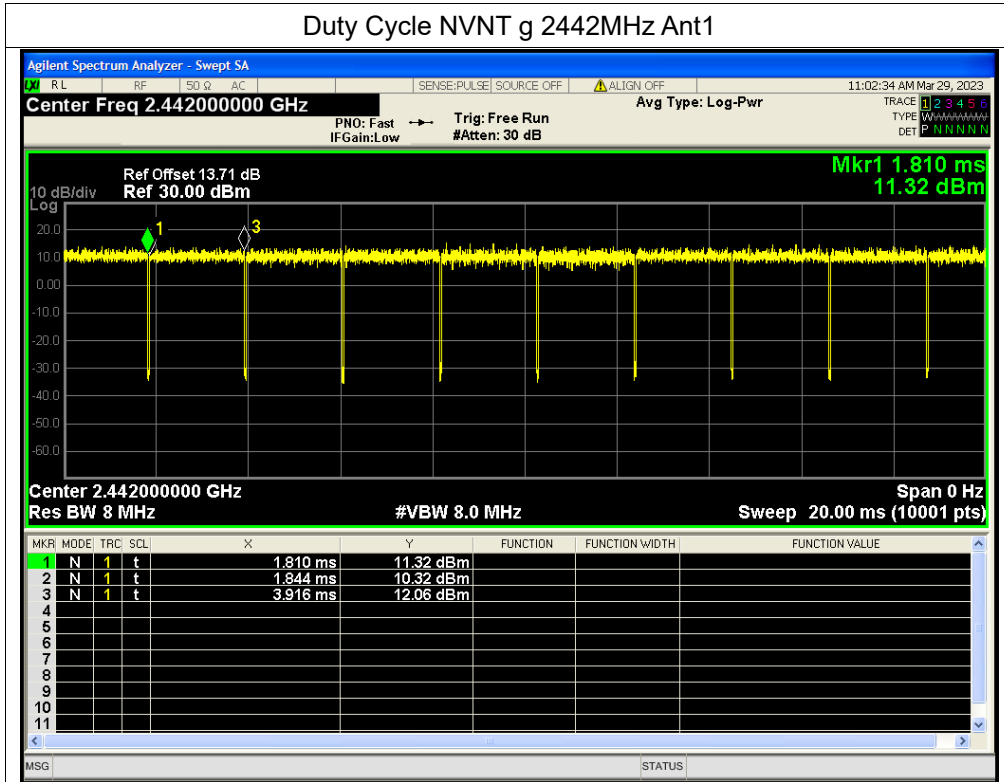 Duty Cycle NVNT g 2442MHz Ant1
Agilent Spectrum Analyzer - Swept SA
LXI RL RF 50 Ω AC SENSE:PULSE SOURCE OFF ALIGN OFF 11:02:34 AM Mar 29, 2023
Center Freq 2.442000000 GHz Avg Type: Log-Pwr TRACE 1 2 3 4 5 6
PNO: Fast Trig: Free Run TYPE WWWWWW
IFGain:Low #Atten: 30 dB DET P N N N N N
Mkr1 1.810 ms
Ref Offset 13.71 dB
10 dB/div Ref 30.00 dBm 11.32 dBm
Log
1 3
20.0
10.0
0.00
-10.0
-20.0
-30.0
-40.0
-50.0
-60.0
Center 2.442000000 GHz Span 0 Hz
Res BW 8 MHz #VBW 8.0 MHz Sweep 20.00 ms (10001 pts)
MKR MODE TRC SCL X Y FUNCTION FUNCTION WIDTH FUNCTION VALUE
1 N 1 t 1.810 ms 11.32 dBm
2 N 1 t 1.844 ms 10.32 dBm
3 N 1 t 3.916 ms 12.06 dBm
4
5
6
7
8
9
10
11
MSG STATUS